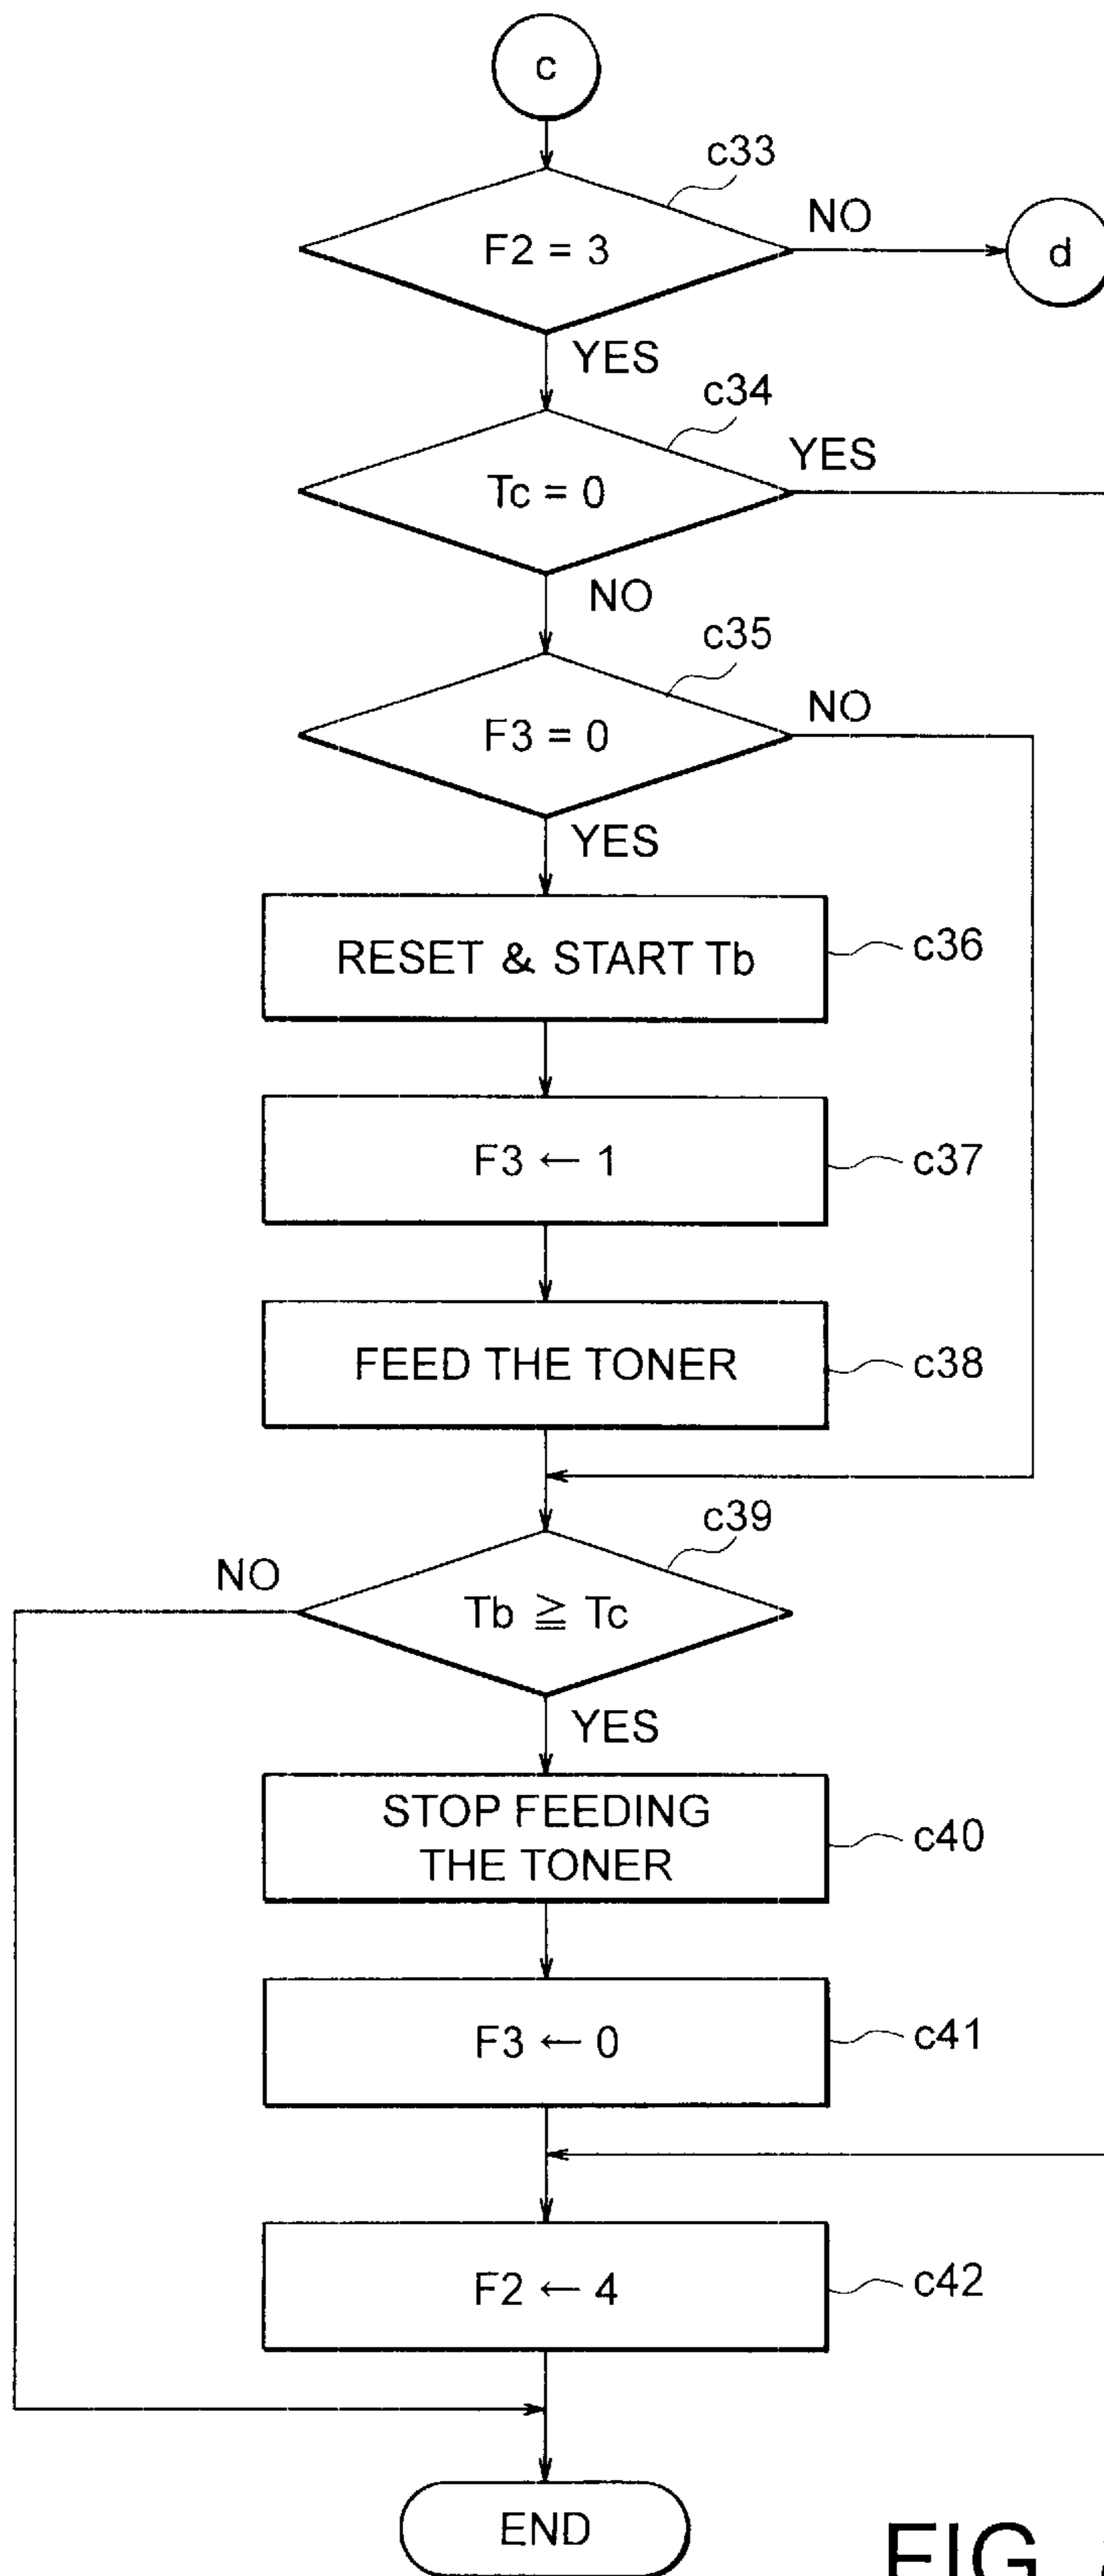 c
c33
F2 = 3
NO
d
YES
c34
Tc = 0
YES
NO
c35
F3 = 0
NO
YES
RESET & START Tb
c36
F3 ← 1
c37
FEED THE TONER
c38
c39
NO
Tb ≧ Tc
YES
STOP FEEDING
THE TONER
c40
F3 ← 0
c41
F2 ← 4
c42
END
FIG.